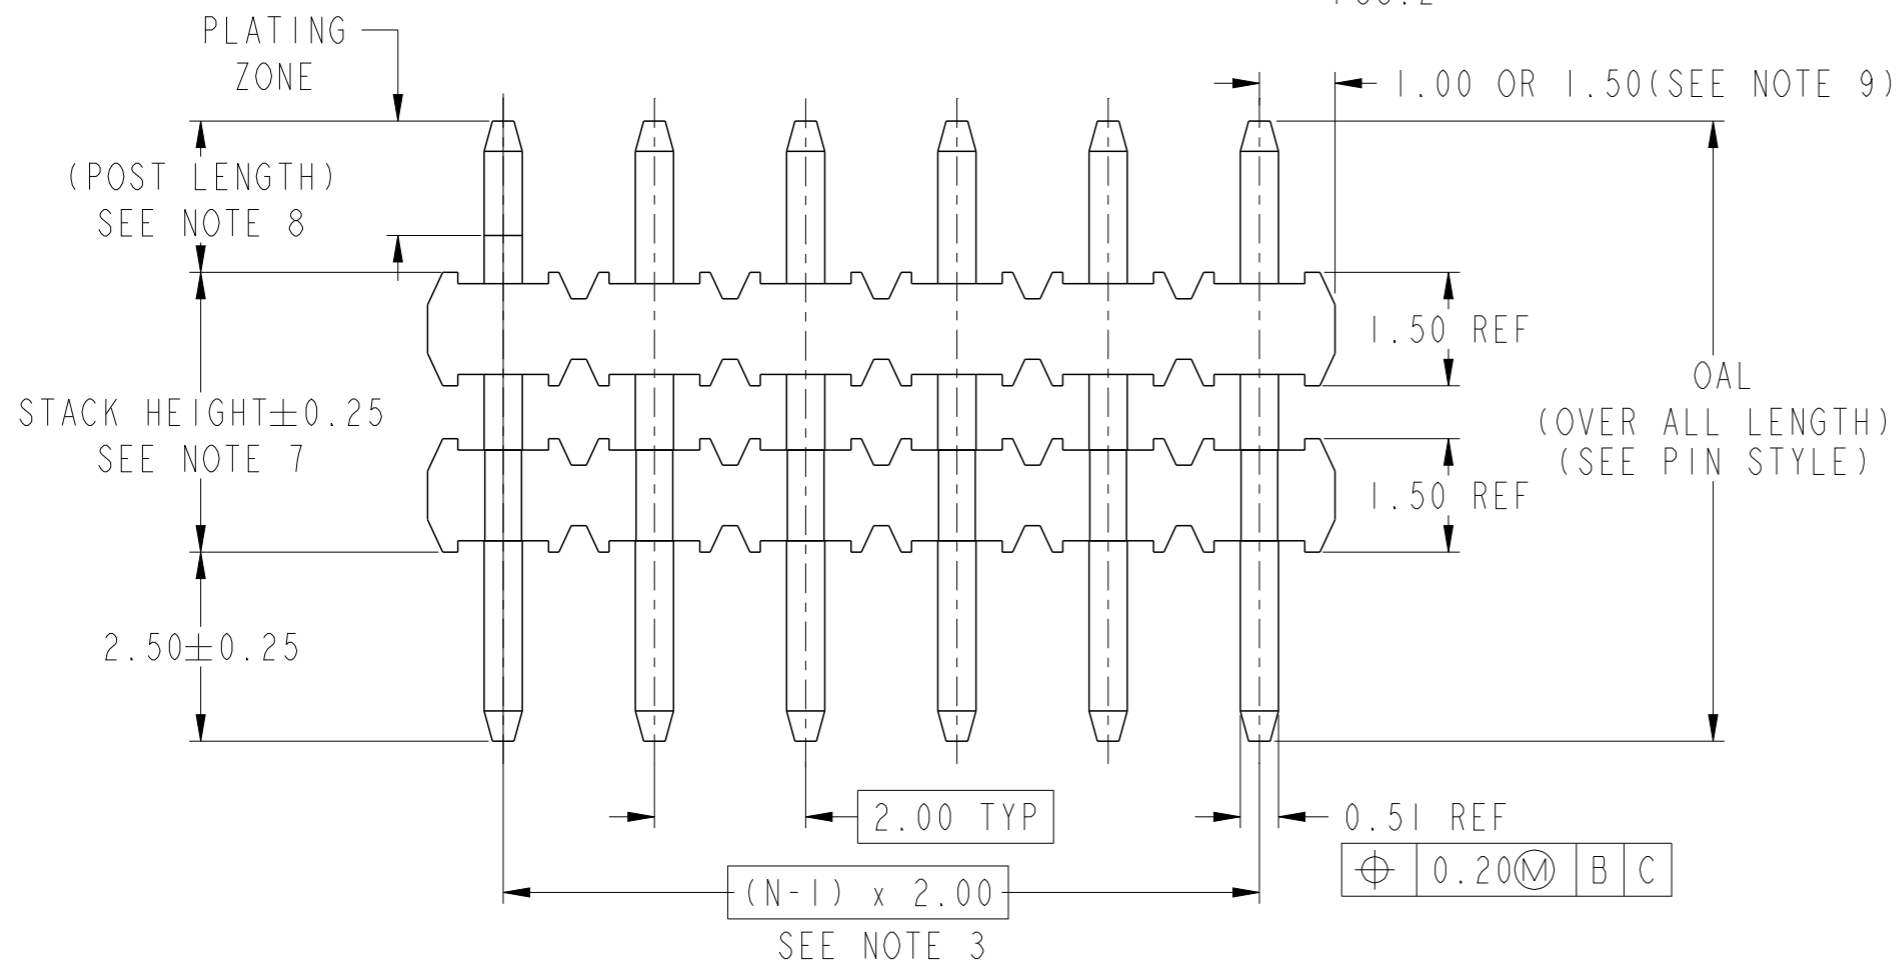 PLATING
ZONE
1.00 OR 1.50(SEE NOTE 9)
(POST LENGTH)
SEE NOTE 8
1.50 REF
OAL
(OVER ALL LENGTH)
(SEE PIN STYLE)
STACK HEIGHT±0.25
SEE NOTE 7
1.50 REF
2.50±0.25
2.00 TYP
0.51 REF
⌖ 0.20Ⓜ B C
(N-1) x 2.00
SEE NOTE 3